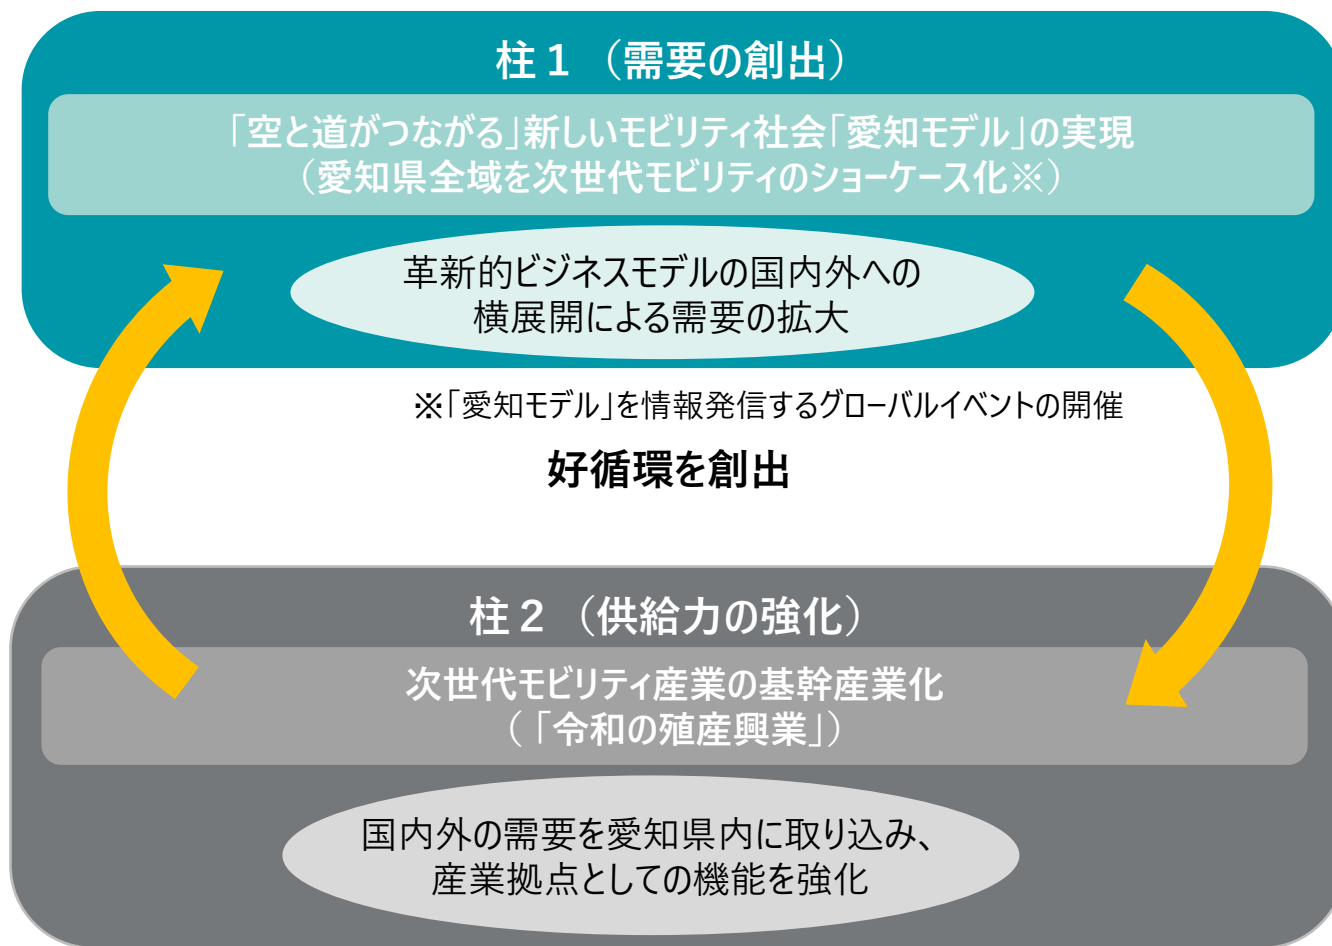 柱１（需要の創出）
「空と道がつながる」新しいモビリティ社会「愛知モデル」の実現
（愛知県全域を次世代モビリティのショーケース化※）
革新的ビジネスモデルの国内外への
横展開による需要の拡大
※「愛知モデル」を情報発信するグローバルイベントの開催
好循環を創出
柱２（供給力の強化）
次世代モビリティ産業の基幹産業化
（「令和の殖産興業」）
国内外の需要を愛知県内に取り込み、
産業拠点としての機能を強化